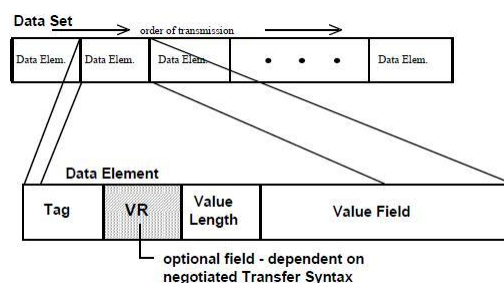 Data Set
order of transmission
Data Elem. Data Elem. Data Elem. • • • Data Elem.
Data Element
Tag VR Value Length Value Field
optional field - dependent on
negotiated Transfer Syntax